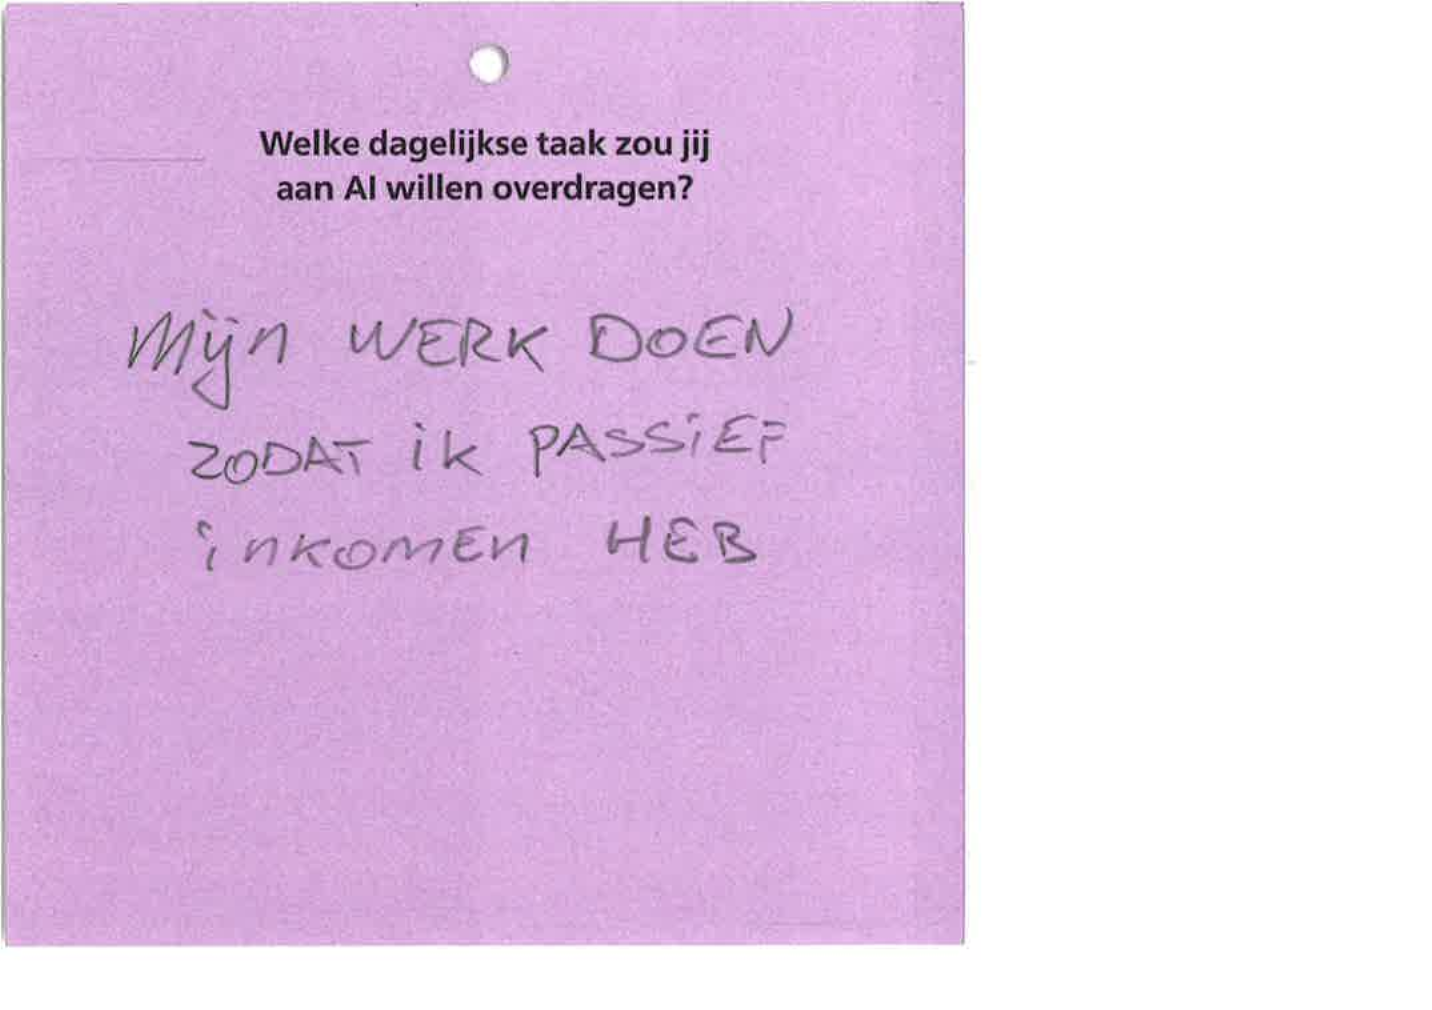 Welke dagelijkse taak zou jij
aan AI willen overdragen?
Mijn WERK DOEN
ZODAT ik PASSiEF
inKOMEn HEB